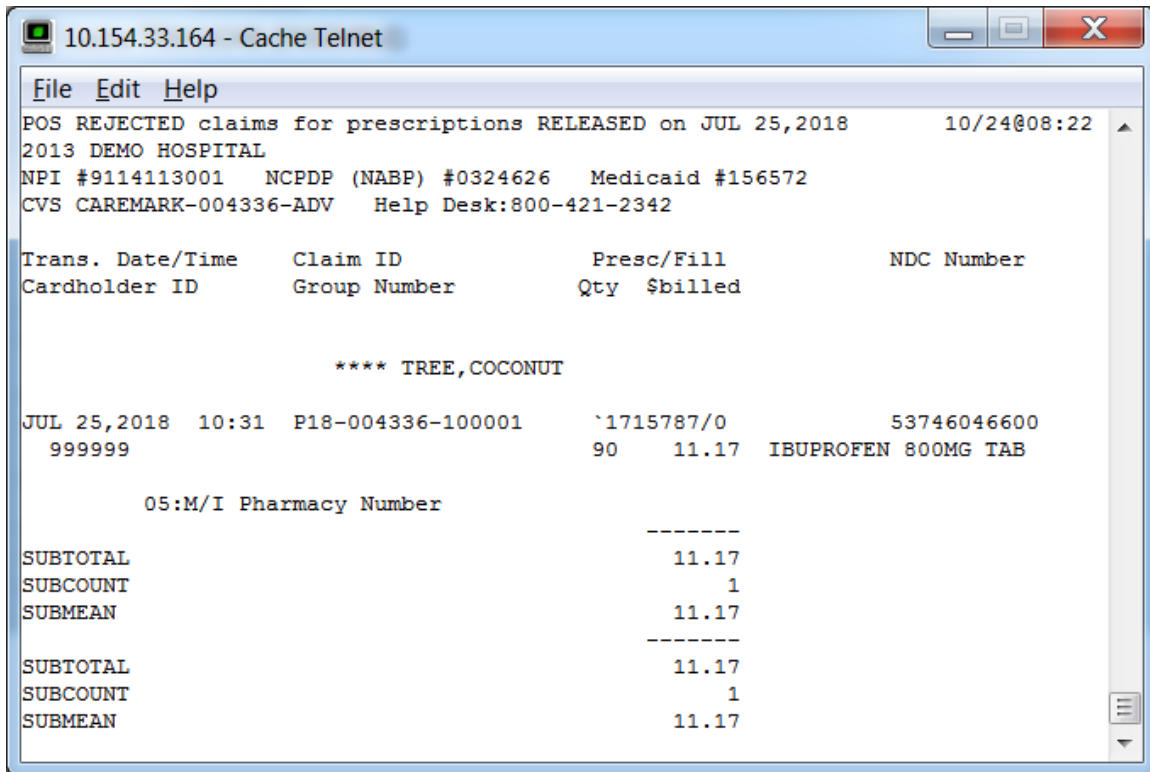 10.154.33.164 - Cache Telnet
File Edit Help
POS REJECTED claims for prescriptions RELEASED on JUL 25,2018 10/24@08:22
2013 DEMO HOSPITAL
NPI #9114113001 NCPDP (NABP) #0324626 Medicaid #156572
CVS CAREMARK-004336-ADV Help Desk:800-421-2342
Trans. Date/Time Claim ID Presc/Fill NDC Number
Cardholder ID Group Number Qty $billed
**** TREE,COCONUT
JUL 25,2018 10:31 P18-004336-100001 `1715787/0 53746046600
999999 90 11.17 IBUPROFEN 800MG TAB
05:M/I Pharmacy Number
-------
SUBTOTAL 11.17
SUBCOUNT 1
SUBMEAN 11.17
-------
SUBTOTAL 11.17
SUBCOUNT 1
SUBMEAN 11.17